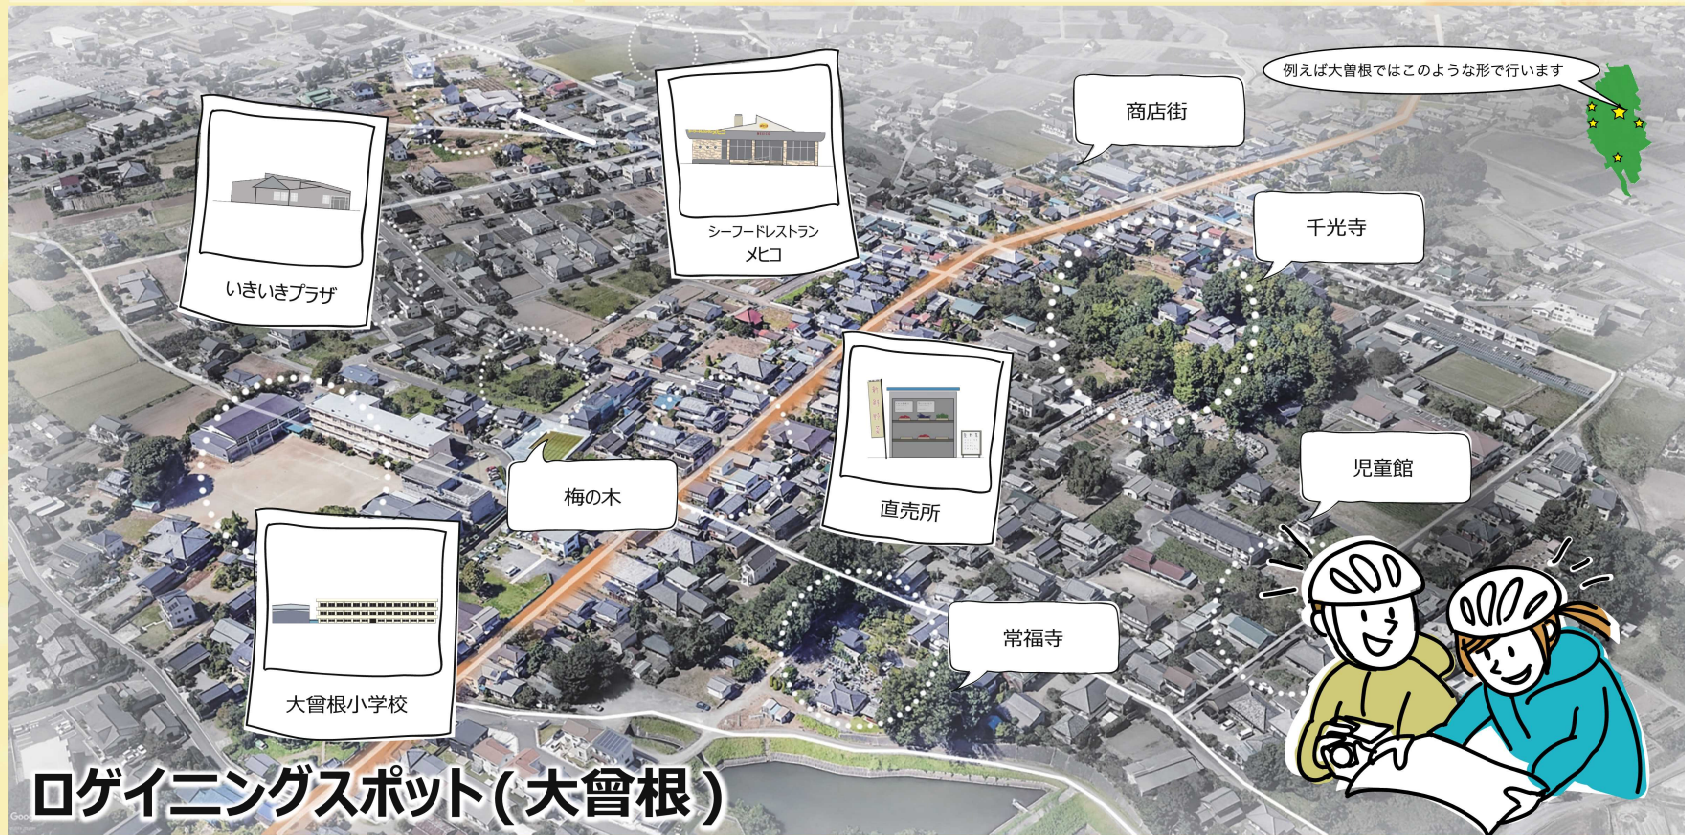 例えば大曽根ではこのような形で行います
商店街
千光寺
シーフードレストラン
メヒコ
いきいきプラザ
児童館
梅の木
直売所
常福寺
大曾根小学校
ロゲイニングスポット(大曾根)